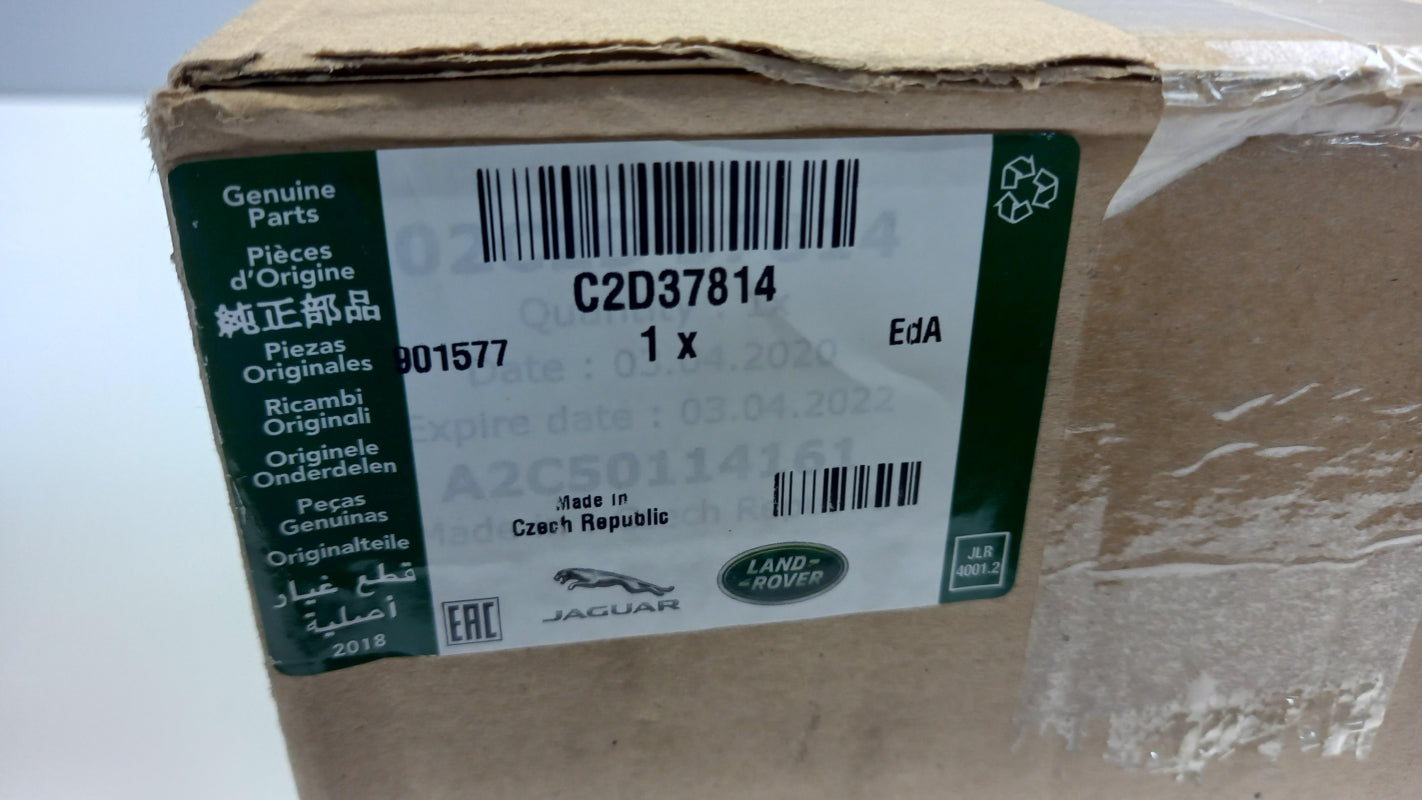 Genuine
Parts
Pièces
d'Origine
純正部品
Piezas
Originales
Ricambi
Originali
Originele
Onderdelen
Peças
Genuinas
Originalteile
قطع غيار
أصلية
2018
C2D37814
901577
1 x
EdA
Quantity : 1x
Date : 03.04.2020
Expire date : 03.04.2022
A2C50114161
Made in
Czech Republic
EAC
JAGUAR
LAND-
-ROVER
JLR
4001.2